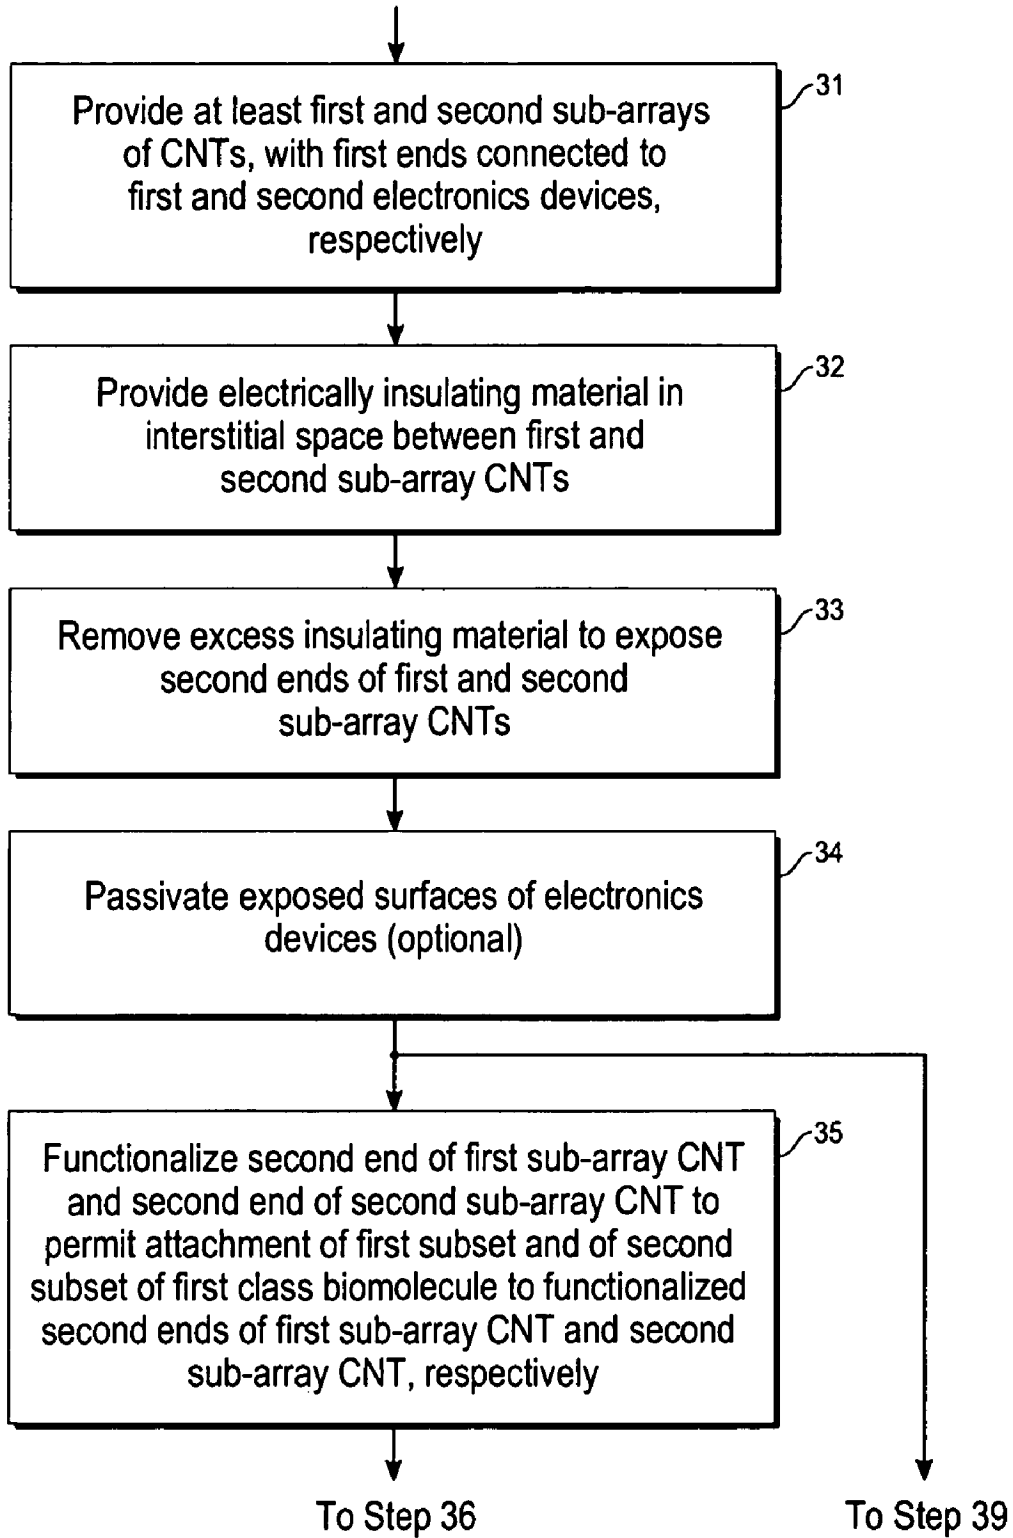 31
Provide at least first and second sub-arrays
of CNTs, with first ends connected to
first and second electronics devices,
respectively
32
Provide electrically insulating material in
interstitial space between first and
second sub-array CNTs
33
Remove excess insulating material to expose
second ends of first and second
sub-array CNTs
34
Passivate exposed surfaces of electronics
devices (optional)
35
Functionalize second end of first sub-array CNT
and second end of second sub-array CNT to
permit attachment of first subset and of second
subset of first class biomolecule to functionalized
second ends of first sub-array CNT and second
sub-array CNT, respectively
To Step 36
To Step 39